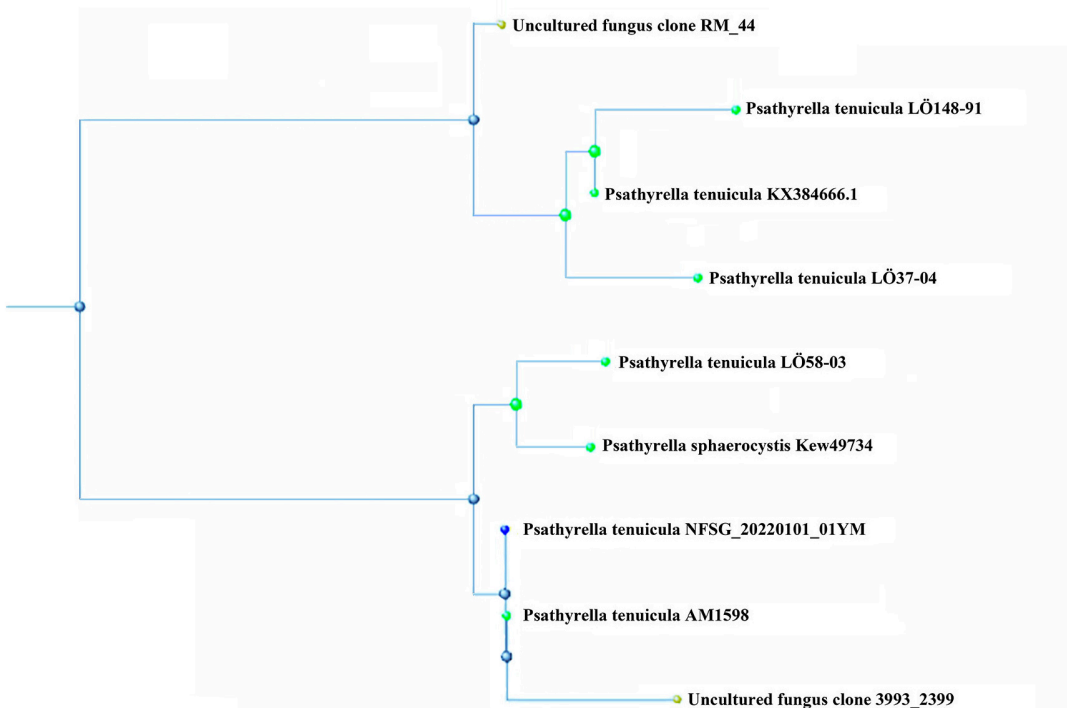 Uncultured fungus clone RM_44
Psathyrella tenuicula LÖ148-91
Psathyrella tenuicula KX384666.1
Psathyrella tenuicula LÖ37-04
Psathyrella tenuicula LÖ58-03
Psathyrella sphaerocystis Kew49734
Psathyrella tenuicula NFSG_20220101_01YM
Psathyrella tenuicula AM1598
Uncultured fungus clone 3993_2399